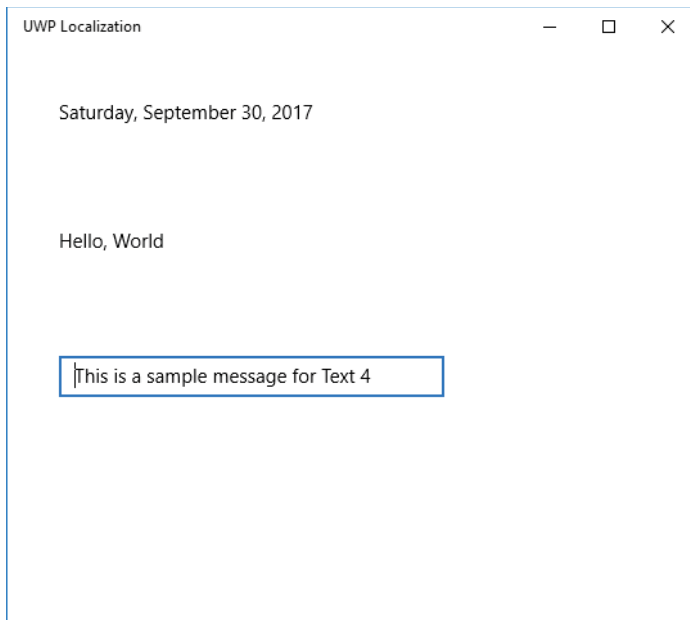 UWP Localization
Saturday, September 30, 2017
Hello, World
This is a sample message for Text 4